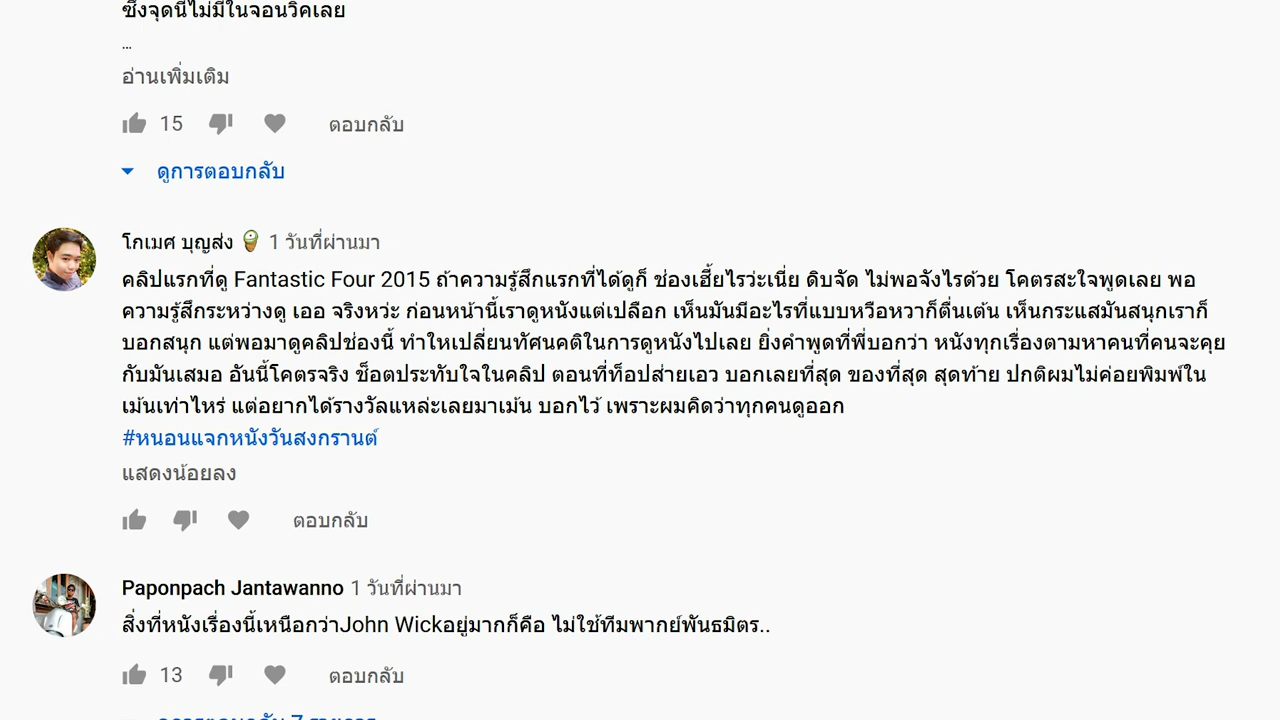 ซึ่งจุดนี้ไม่มีในจอนวิคเลย
...
อ่านเพิ่มเติม
15 ตอบกลับ
ดูการตอบกลับ
โกเมศ บุญส่ง 1 วันที่ผ่านมา
คลิปแรกที่ดู Fantastic Four 2015 ถ้าความรู้สึกแรกที่ได้ดูก็ ช่องเฮี้ยไรว่ะเนี่ย ดิบจัด ไม่พอจังไรด้วย โคตรสะใจพูดเลย พอ
ความรู้สึกระหว่างดู เออ จริงหว่ะ ก่อนหน้านี้เราดูหนังแต่เปลือก เห็นมันมีอะไรที่แบบหวือหวาก็ตื่นเต้น เห็นกระแสมันสนุกเราก็
บอกสนุก แต่พอมาดูคลิปช่องนี้ ทำให้เปลี่ยนทัศนคติในการดูหนังไปเลย ยิ่งคำพูดที่พี่บอกว่า หนังทุกเรื่องตามหาคนที่คนจะคุย
กับมันเสมอ อันนี้โคตรจริง ช็อตประทับใจในคลิป ตอนที่ท็อปส่ายเอว บอกเลยที่สุด ของที่สุด สุดท้าย ปกติผมไม่ค่อยพิมพ์ใน
เม้นเท่าไหร่ แต่อยากได้รางวัลแหล่ะเลยมาเม้น บอกไว้ เพราะผมคิดว่าทุกคนดูออก
#หนอนแจกหนังวันสงกรานต์
แสดงน้อยลง
ตอบกลับ
Paponpach Jantawanno 1 วันที่ผ่านมา
สิ่งที่หนังเรื่องนี้เหนือกว่าJohn Wickอยู่มากก็คือ ไม่ใช้ทีมพากย์พันธมิตร..
13 ตอบกลับ
ดูการตอบกลับ 7 รายการ